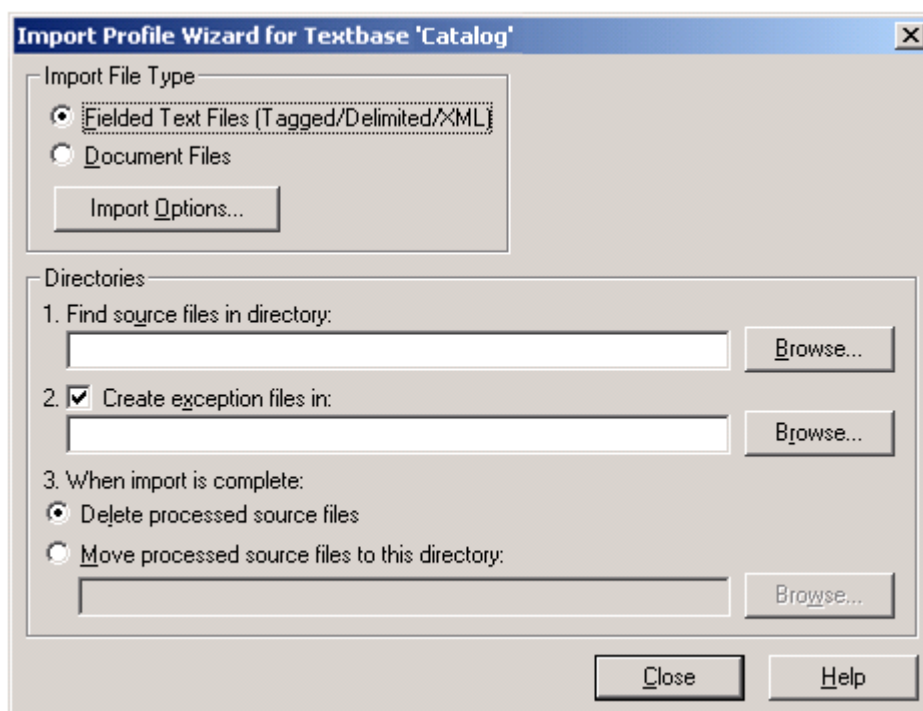 Import Profile Wizard for Textbase 'Catalog'
Import File Type
Fielded Text Files (Tagged/Delimited/XML)
Document Files
Import Options...
Directories
1. Find source files in directory:
Browse...
2. Create exception files in:
Browse...
3. When import is complete:
Delete processed source files
Move processed source files to this directory:
Browse...
Close
Help